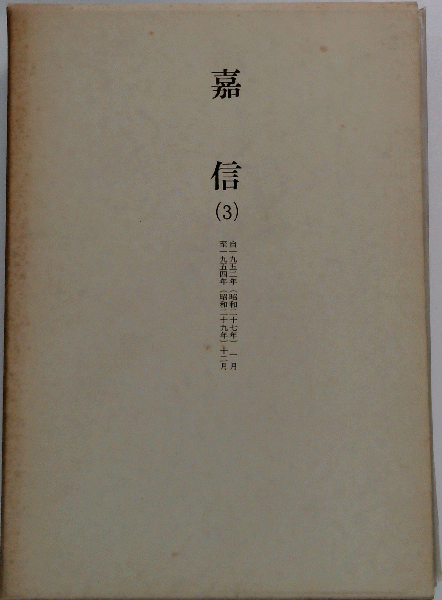 嘉信
(3)
自一九五二年(昭和二十七年)一月
至一九五四年(昭和二十九年)十二月